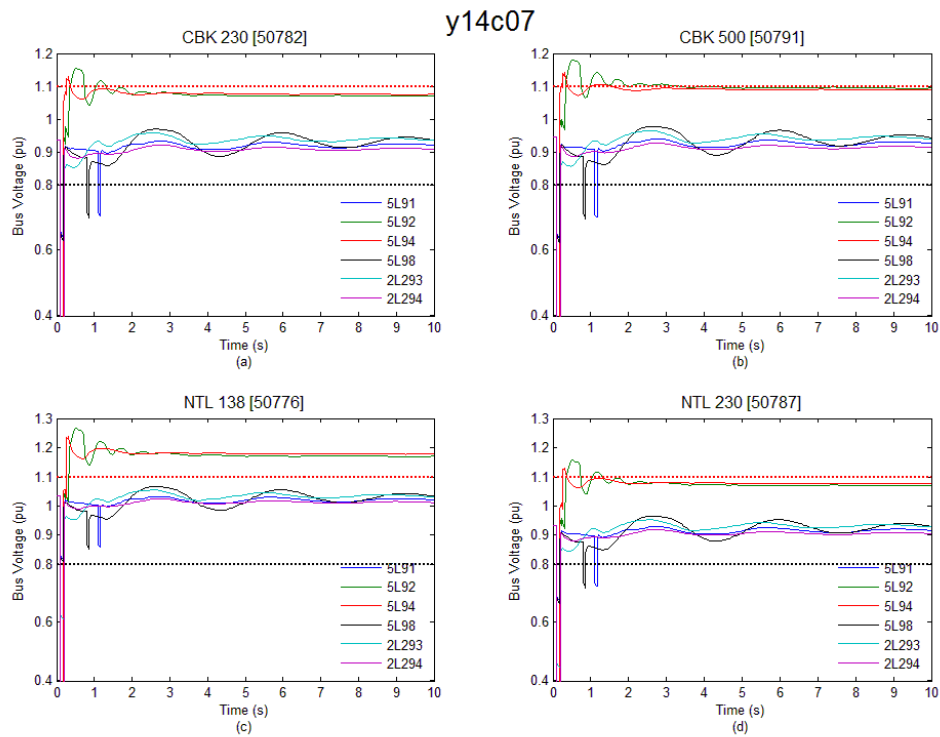 y14c07
CBK 230 [50782]
1.2
1.1
1
0.9
0.8
0.6
0.4
Bus Voltage (pu)
5L91
5L92
5L94
5L98
2L293
2L294
0 1 2 3 4 5 6 7 8 9 10
Time (s)
(a)
CBK 500 [50791]
1.2
1.1
1
0.9
0.8
0.6
0.4
Bus Voltage (pu)
5L91
5L92
5L94
5L98
2L293
2L294
0 1 2 3 4 5 6 7 8 9 10
Time (s)
(b)
NTL 138 [50776]
1.3
1.2
1.1
1
0.9
0.8
0.6
0.4
Bus Voltage (pu)
5L91
5L92
5L94
5L98
2L293
2L294
0 1 2 3 4 5 6 7 8 9 10
Time (s)
(c)
NTL 230 [50787]
1.3
1.2
1.1
1
0.9
0.8
0.6
0.4
Bus Voltage (pu)
5L91
5L92
5L94
5L98
2L293
2L294
0 1 2 3 4 5 6 7 8 9 10
Time (s)
(d)